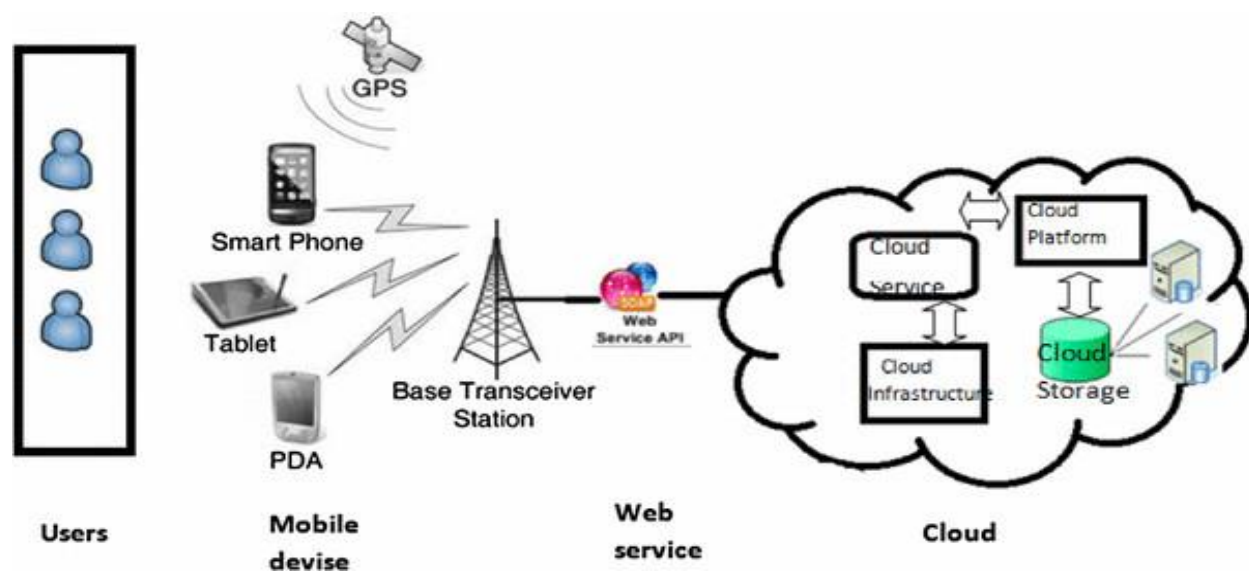 GPS
Smart Phone
Tablet
PDA
Base Transceiver
Station
SOAP
Web
Service API
Cloud
Service
Cloud
Platform
Cloud
Infrastructure
Cloud
Storage
Users
Mobile
devise
Web
service
Cloud